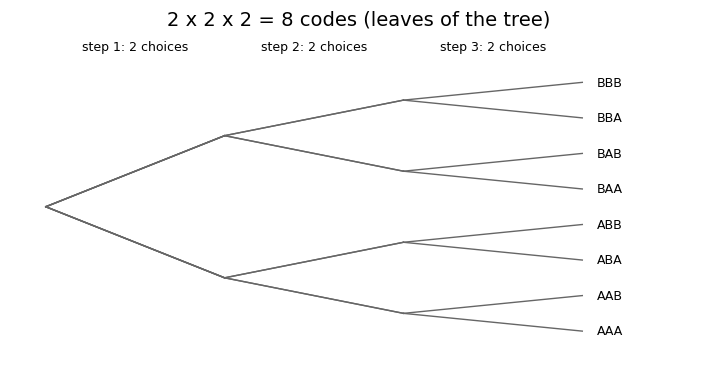 2 x 2 x 2 = 8 codes (leaves of the tree)
step 1: 2 choices
step 2: 2 choices
step 3: 2 choices
BBB
BBA
BAB
BAA
ABB
ABA
AAB
AAA